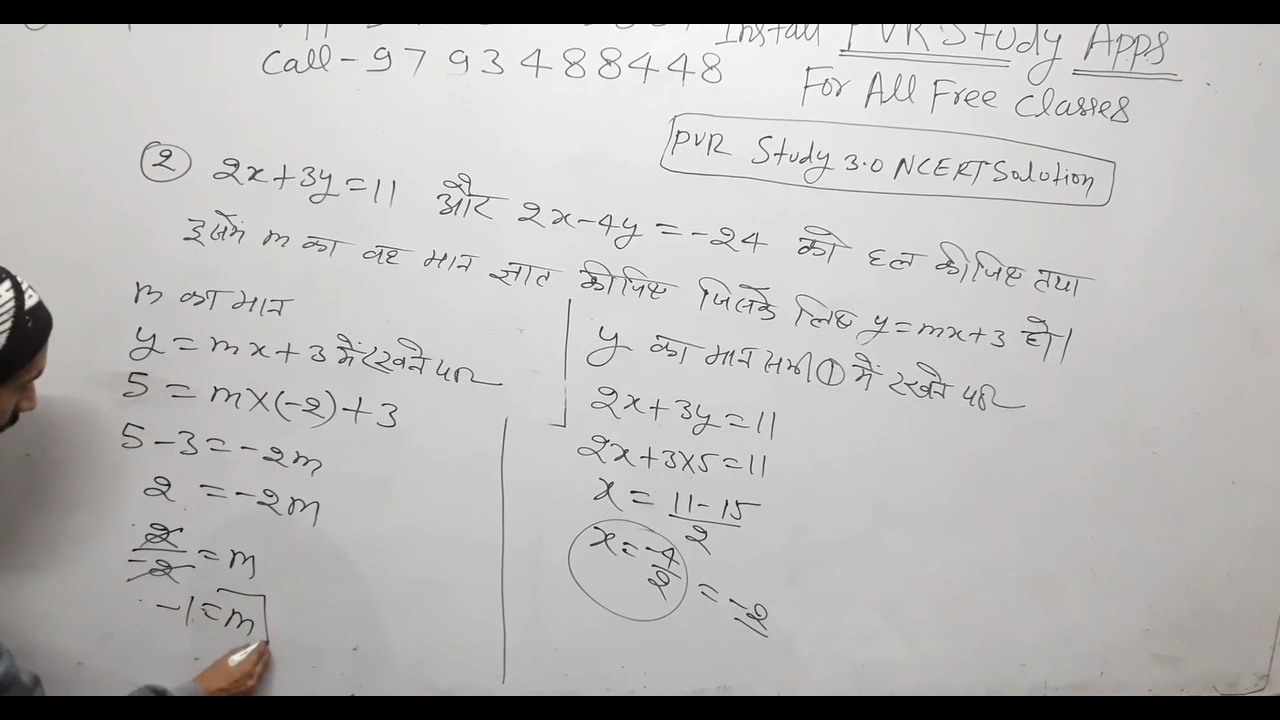 Install PVR Study Apps
Call-9793488448
For All Free Classes
PVR Study 3.0 NCERT Solution
② 2x+3y=11 और 2x-4y=-24 को हल कीजिए तथा
इससे m का वह मान ज्ञात कीजिए जिसके लिए y=mx+3 हो।
m का मान
y=mx+3 में रखने पर
5=m×(-2)+3
5-3=-2m
2=-2m
2/-2=m
-1=m
y का मान समी ① में रखने पर
2x+3y=11
2x+3×5=11
x=11-15/2
x=-4/2=-2